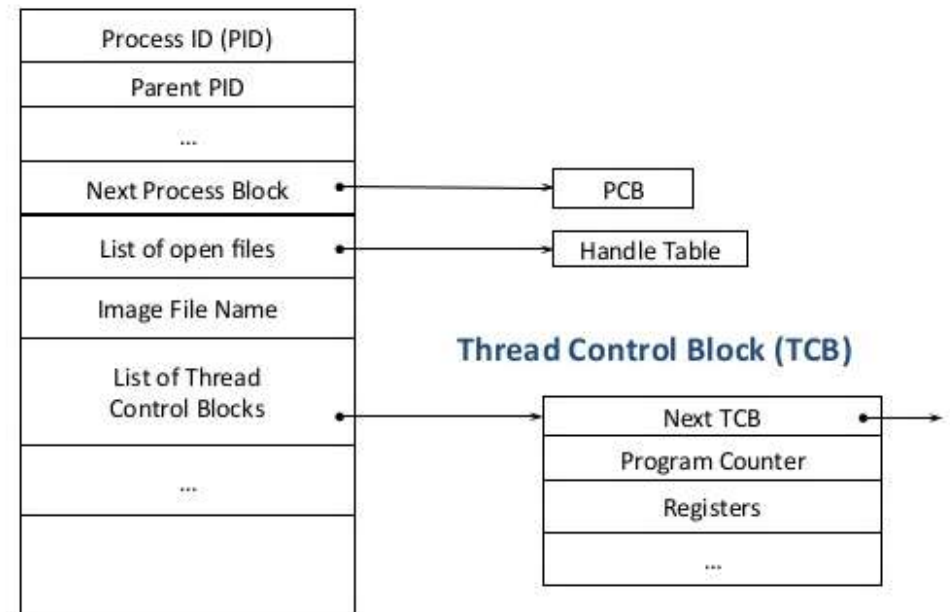 Process ID (PID)
Parent PID
...
Next Process Block
PCB
List of open files
Handle Table
Image File Name
Thread Control Block (TCB)
List of Thread
Control Blocks
Next TCB
Program Counter
Registers
...
...